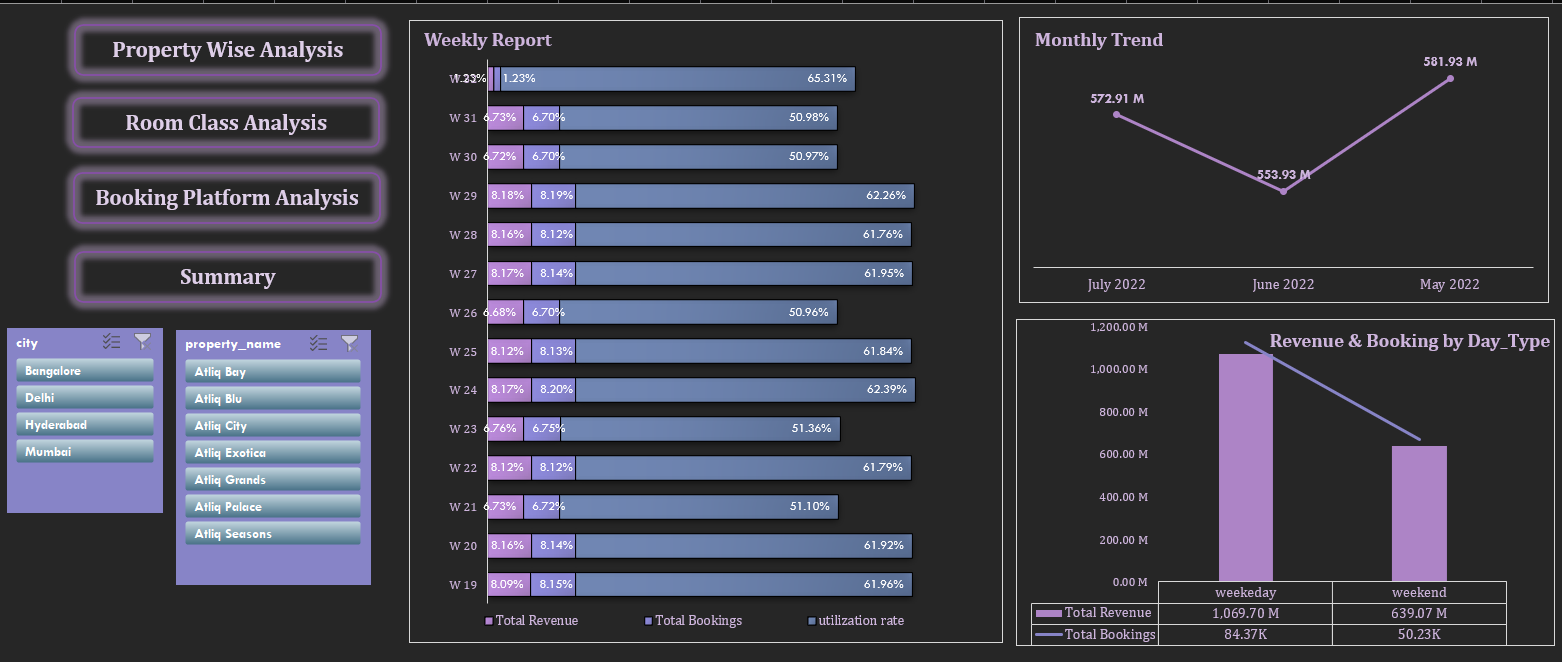 Property Wise Analysis
Room Class Analysis
Booking Platform Analysis
Summary
city
Bangalore
Delhi
Hyderabad
Mumbai
property_name
Atliq Bay
Atliq Blu
Atliq City
Atliq Exotica
Atliq Grands
Atliq Palace
Atliq Seasons
Weekly Report
1.23% 1.23% 65.31%
W 31 6.73% 6.70% 50.98%
W 30 6.72% 6.70% 50.97%
W 29 8.18% 8.19% 62.26%
W 28 8.16% 8.12% 61.76%
W 27 8.17% 8.14% 61.95%
W 26 6.68% 6.70% 50.96%
W 25 8.12% 8.13% 61.84%
W 24 8.17% 8.20% 62.39%
W 23 6.76% 6.75% 51.36%
W 22 8.12% 8.12% 61.79%
W 21 6.73% 6.72% 51.10%
W 20 8.16% 8.14% 61.92%
W 19 8.09% 8.15% 61.96%
Total Revenue Total Bookings utilization rate
Monthly Trend
581.93 M
572.91 M
553.93 M
July 2022 June 2022 May 2022
Revenue & Booking by Day_Type
1,200.00 M
1,000.00 M
800.00 M
600.00 M
400.00 M
200.00 M
0.00 M
weekeday weekend
Total Revenue 1,069.70 M 639.07 M
Total Bookings 84.37K 50.23K